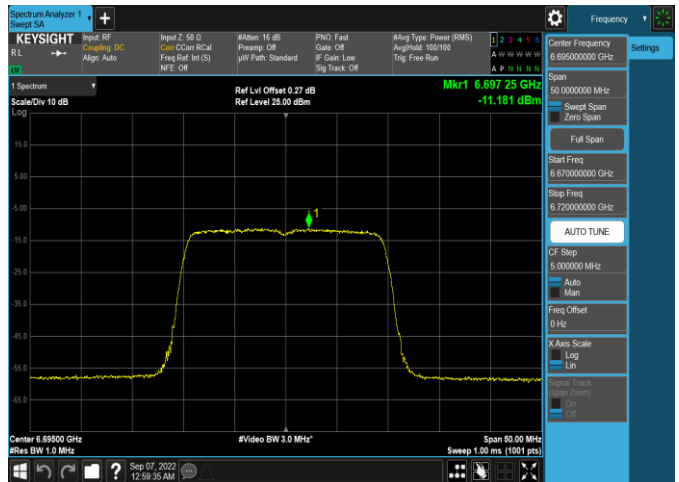 Spectrum Analyzer 1
Swept SA
+
Frequency
KEYSIGHT
RL
LW
Input: RF
Coupling: DC
Align: Auto
Input Z: 50 Ω
Corr CCorr RCal
Freq Ref: Int (S)
NFE: Off
#Atten: 16 dB
Preamp: Off
µW Path: Standard
PNO: Fast
Gate: Off
IF Gain: Low
Sig Track: Off
#Avg Type: Power (RMS)
Avg|Hold: 100/100
Trig: Free Run
1 2 3 4 5 6
A W W W W W
A P N N N N
1 Spectrum
Scale/Div 10 dB
Log
Ref Lvl Offset 0.27 dB
Ref Level 25.00 dBm
Mkr1 6.697 25 GHz
-11.181 dBm
15.0
5.00
-5.00
-15.0
-25.0
-35.0
-45.0
-55.0
-65.0
1
Center 6.69500 GHz
#Res BW 1.0 MHz
#Video BW 3.0 MHz*
Span 50.00 MHz
Sweep 1.00 ms (1001 pts)
?
Sep 07, 2022
12:59:35 AM
Center Frequency
6.695000000 GHz
Span
50.0000000 MHz
Swept Span
Zero Span
Full Span
Start Freq
6.670000000 GHz
Stop Freq
6.720000000 GHz
AUTO TUNE
CF Step
5.000000 MHz
Auto
Man
Freq Offset
0 Hz
X Axis Scale
Log
Lin
Signal Track
(Span Zoom)
On
Off
Settings